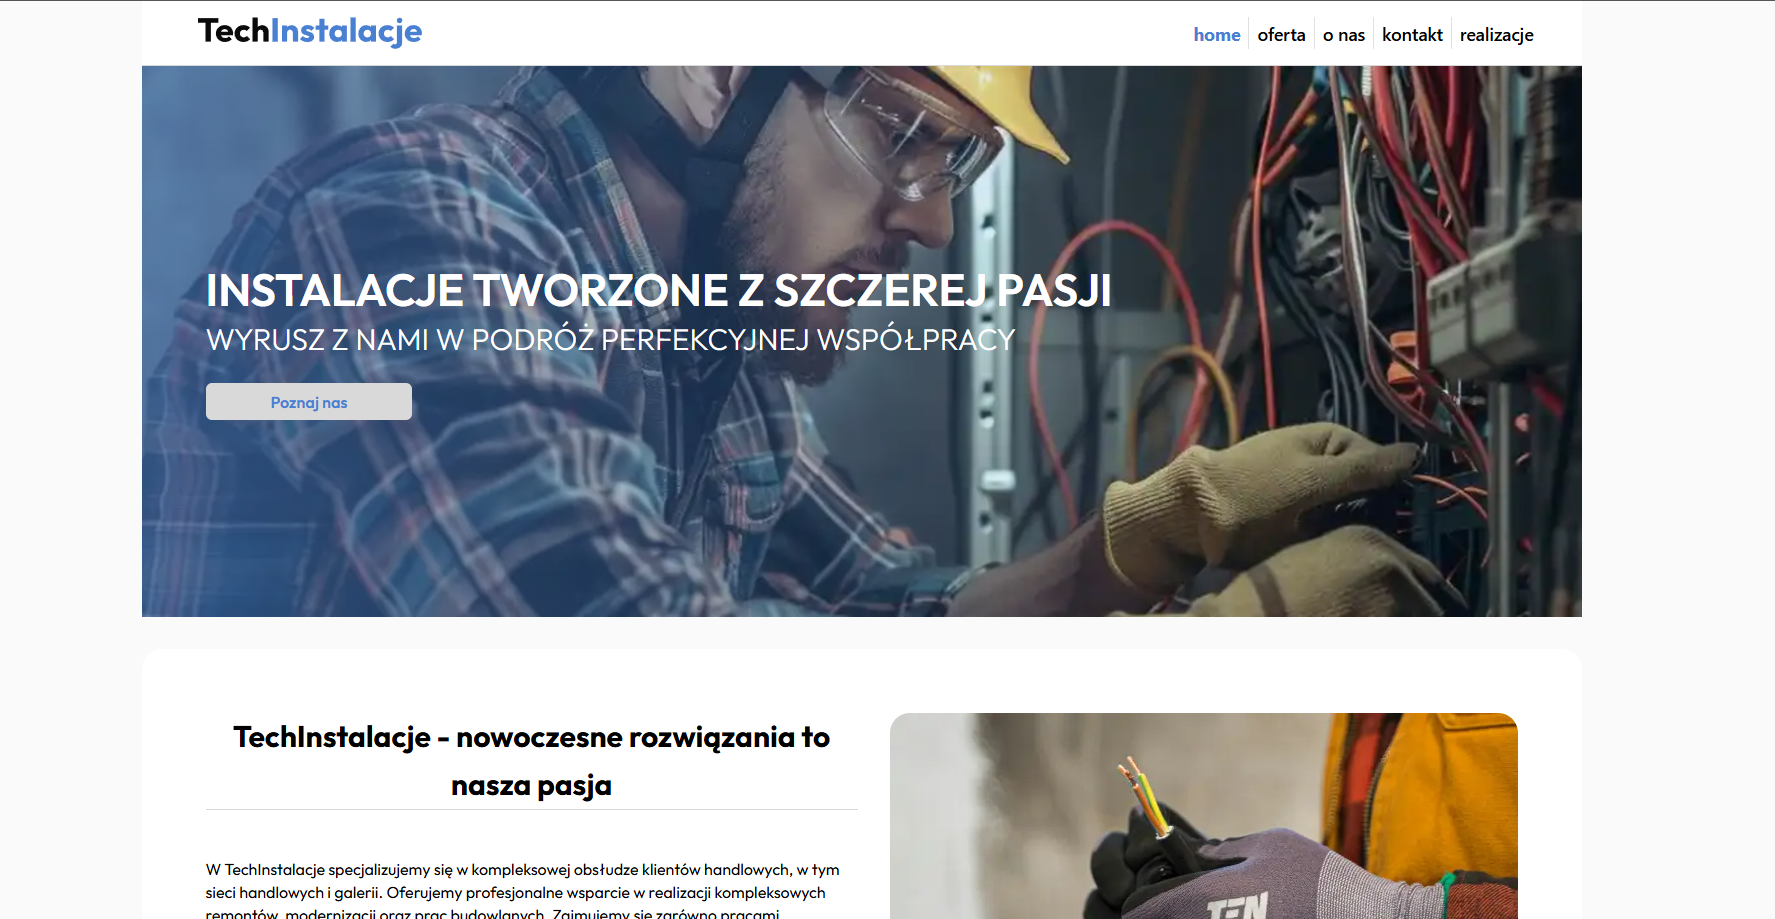 TechInstalacje
home oferta o nas kontakt realizacje
INSTALACJE TWORZONE Z SZCZEREJ PASJI
WYRUSZ Z NAMI W PODRÓŻ PERFEKCYJNEJ WSPÓŁPRACY
Poznaj nas
TechInstalacje - nowoczesne rozwiązania to
nasza pasja
W TechInstalacje specjalizujemy się w kompleksowej obsłudze klientów handlowych, w tym
sieci handlowych i galerii. Oferujemy profesjonalne wsparcie w realizacji kompleksowych
remontów, modernizacji oraz prac budowlanych. Zajmujemy się zarówno pracami